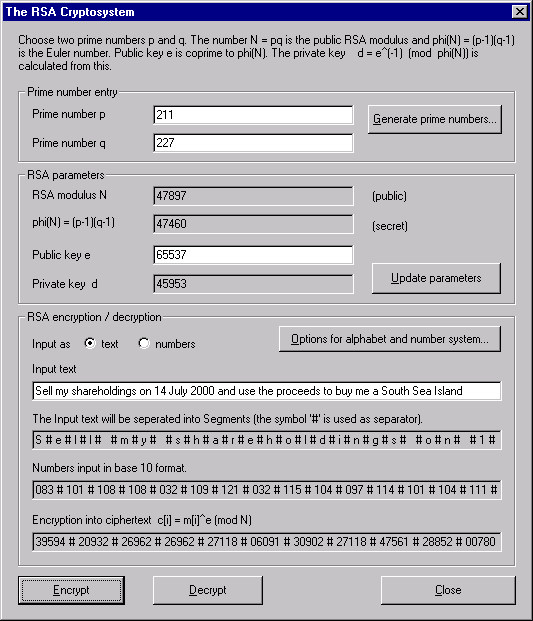 The RSA Cryptosystem
Choose two prime numbers p and q. The number N = pq is the public RSA modulus and phi(N) = (p-1)(q-1)
is the Euler number. Public key e is coprime to phi(N). The private key d = e^(-1) (mod phi(N)) is
calculated from this.
Prime number entry
Prime number p 211 Generate prime numbers...
Prime number q 227
RSA parameters
RSA modulus N 47897 (public)
phi(N) = (p-1)(q-1) 47460 (secret)
Public key e 65537
Private key d 45953 Update parameters
RSA encryption / decryption
Input as text numbers Options for alphabet and number system...
Input text
Sell my shareholdings on 14 July 2000 and use the proceeds to buy me a South Sea Island
The Input text will be seperated into Segments (the symbol '#' is used as separator).
S # e # l # l # # m # y # # s # h # a # r # e # h # o # l # d # i # n # g # s # # o # n # # 1 #
Numbers input in base 10 format.
083 # 101 # 108 # 108 # 032 # 109 # 121 # 032 # 115 # 104 # 097 # 114 # 101 # 104 # 111 #
Encryption into ciphertext c[i] = m[i]^e (mod N)
39594 # 20932 # 26962 # 26962 # 27118 # 06091 # 30902 # 27118 # 47561 # 28852 # 00780
Encrypt Decrypt Close